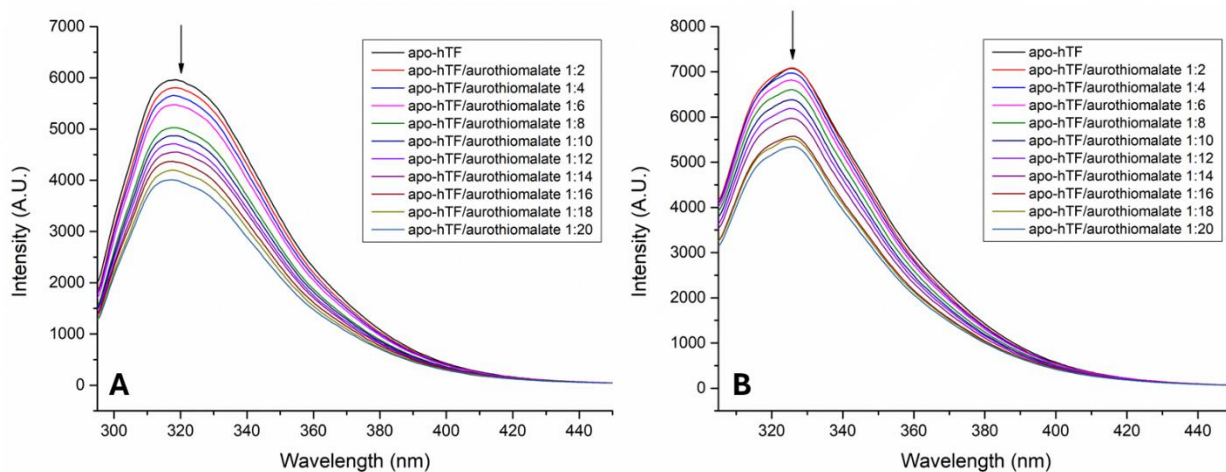 7000
6000
5000
4000
3000
2000
1000
0
Intensity (A.U.)
300 320 340 360 380 400 420 440
Wavelength (nm)
A
apo-hTF
apo-hTF/aurothiomalate 1:2
apo-hTF/aurothiomalate 1:4
apo-hTF/aurothiomalate 1:6
apo-hTF/aurothiomalate 1:8
apo-hTF/aurothiomalate 1:10
apo-hTF/aurothiomalate 1:12
apo-hTF/aurothiomalate 1:14
apo-hTF/aurothiomalate 1:16
apo-hTF/aurothiomalate 1:18
apo-hTF/aurothiomalate 1:20
8000
7000
6000
5000
4000
3000
2000
1000
0
Intensity (A.U.)
320 340 360 380 400 420 440
Wavelength (nm)
B
apo-hTF
apo-hTF/aurothiomalate 1:2
apo-hTF/aurothiomalate 1:4
apo-hTF/aurothiomalate 1:6
apo-hTF/aurothiomalate 1:8
apo-hTF/aurothiomalate 1:10
apo-hTF/aurothiomalate 1:12
apo-hTF/aurothiomalate 1:14
apo-hTF/aurothiomalate 1:16
apo-hTF/aurothiomalate 1:18
apo-hTF/aurothiomalate 1:20